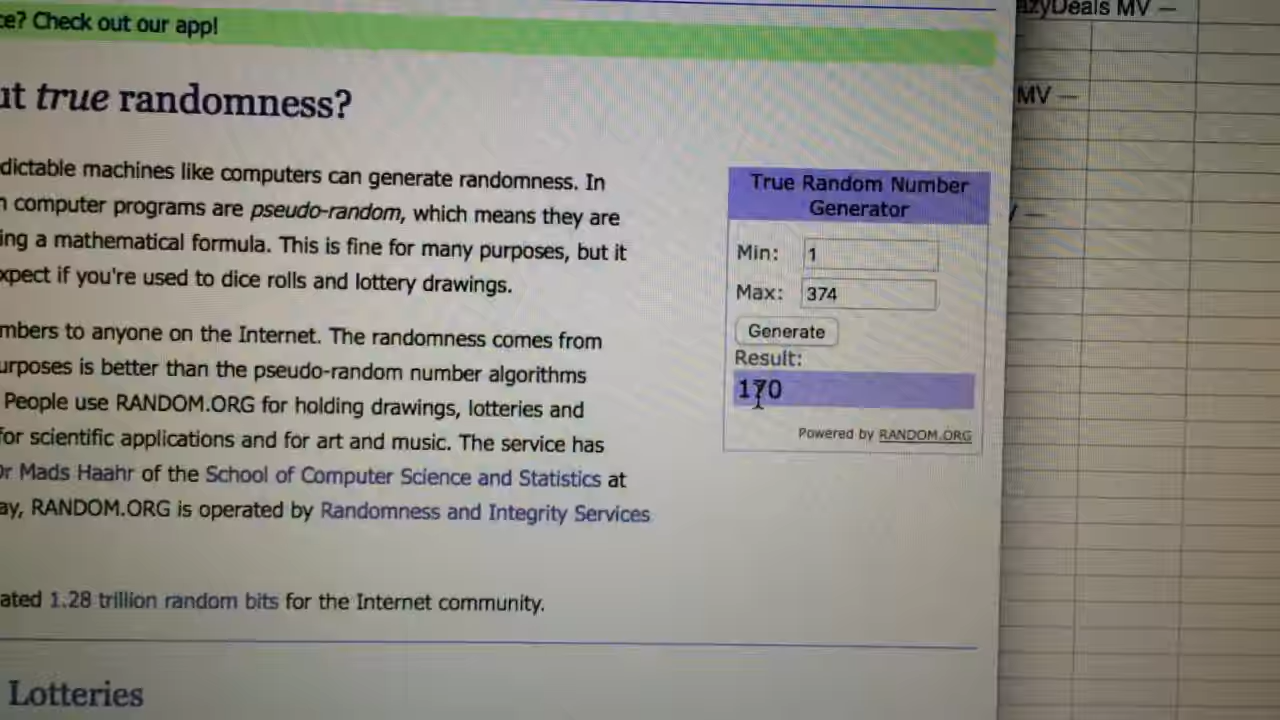 ce? Check out our app!
ut true randomness?
dictable machines like computers can generate randomness. In
n computer programs are pseudo-random, which means they are
ing a mathematical formula. This is fine for many purposes, but it
xpect if you're used to dice rolls and lottery drawings.
mbers to anyone on the Internet. The randomness comes from
urposes is better than the pseudo-random number algorithms
People use RANDOM.ORG for holding drawings, lotteries and
for scientific applications and for art and music. The service has
Dr Mads Haahr of the School of Computer Science and Statistics at
ay, RANDOM.ORG is operated by Randomness and Integrity Services
ated 1.28 trillion random bits for the Internet community.
Lotteries
True Random Number
Generator
Min: 1
Max: 374
Generate
Result:
170
Powered by RANDOM.ORG
azyDeals MV —
MV —